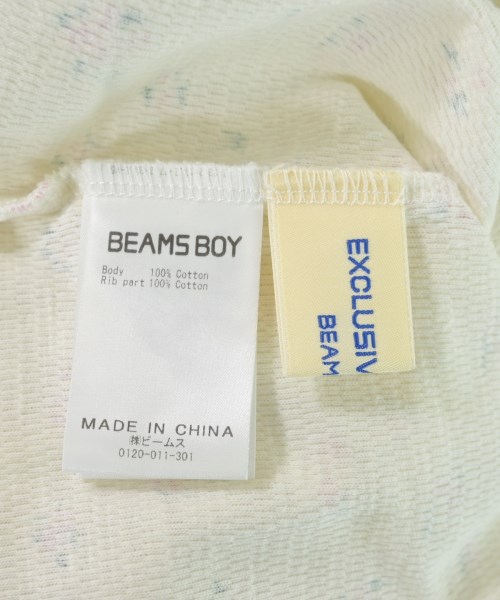 BEAMS BOY
Body 100% Cotton
Rib part 100% Cotton
MADE IN CHINA
㈱ビームス
0120-011-301
EXCLUSIV
BEAM